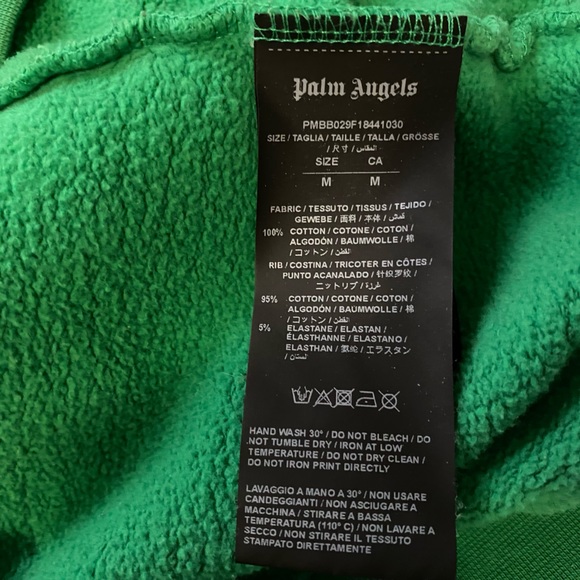 Palm Angels
PMBB029F18441030
SIZE / TAGLIA / TAILLE / TALLA / GRÖSSE
/ 尺寸 / المقاس /
SIZE CA
M M
FABRIC / TESSUTO / TISSUS / TEJIDO /
GEWEBE / 面料 / 本体 / قماش
100% COTTON / COTONE / COTON /
ALGODÓN / BAUMWOLLE / 棉
/ コットン / القطن
RIB / COSTINA / TRICOTER EN CÔTES /
PUNTO ACANALADO / 针织罗纹 /
ニットリブ / غرزة
95% COTTON / COTONE / COTON /
ALGODÓN / BAUMWOLLE / 棉
/ コットン / القطن
5% ELASTANE / ELASTAN /
ÉLASTHANNE / ELASTANO /
ELASTHAN / 氨纶 / エラスタン
/
HAND WASH 30° / DO NOT BLEACH / DO
NOT TUMBLE DRY / IRON AT LOW
TEMPERATURE / DO NOT DRY CLEAN /
DO NOT IRON PRINT DIRECTLY
LAVAGGIO A MANO A 30° / NON USARE
CANDEGGIANTI / NON ASCIUGARE A
MACCHINA / STIRARE A BASSA
TEMPERATURA (110° C) / NON LAVARE A
SECCO / NON STIRARE IL TESSUTO
STAMPATO DIRETTAMENTE